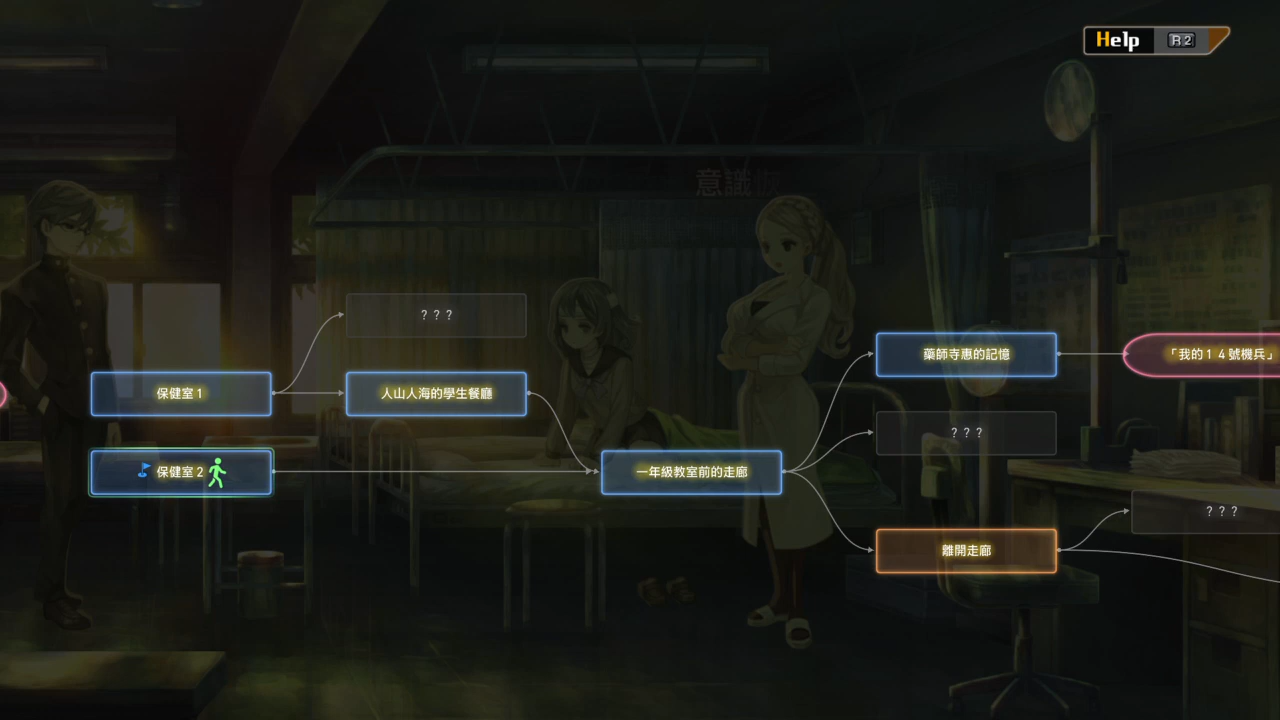 Help R2
意識
？？？
保健室1
人山人海的學生餐廳
藥師寺惠的記憶
「我的14號機兵」
？？？
保健室2
一年級教室前的走廊
離開走廊
？？？